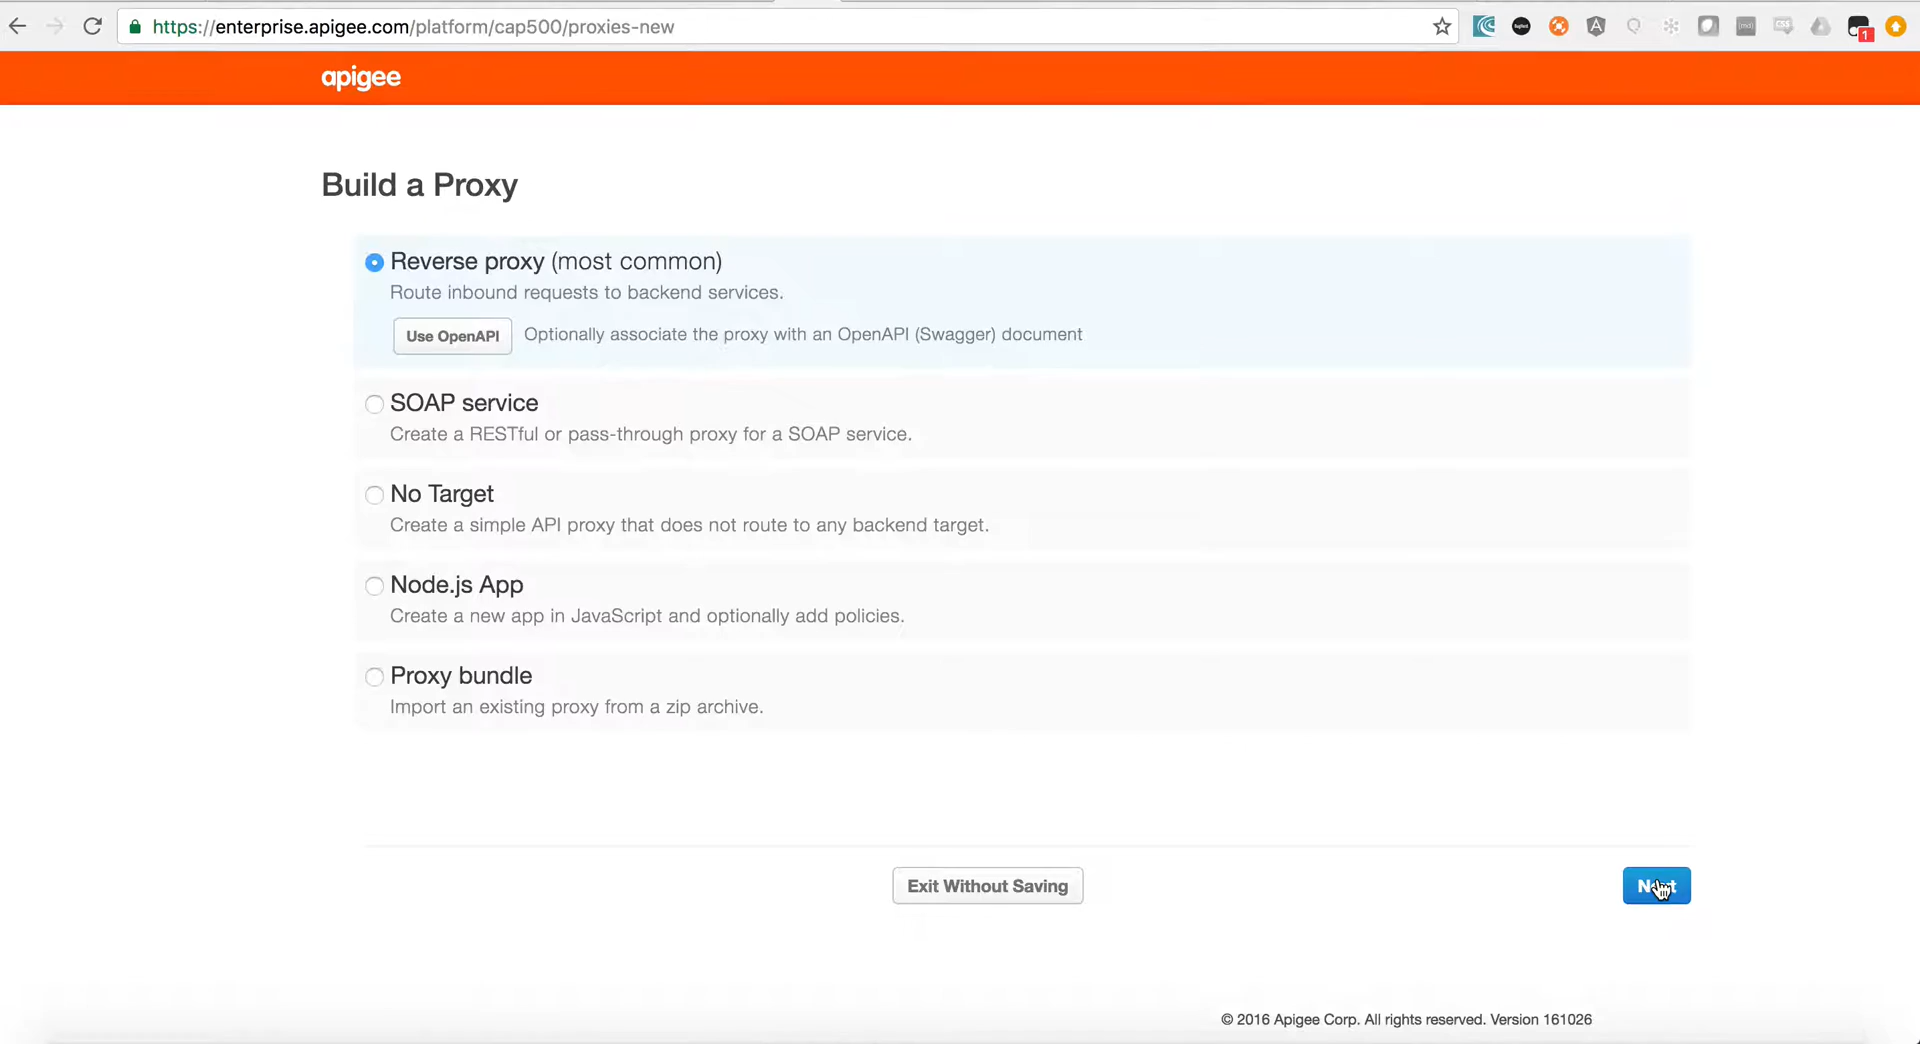 https://enterprise.apigee.com/platform/cap500/proxies-new
1
apigee
Build a Proxy
Reverse proxy (most common)
Route inbound requests to backend services.
Use OpenAPI
Optionally associate the proxy with an OpenAPI (Swagger) document
SOAP service
Create a RESTful or pass-through proxy for a SOAP service.
No Target
Create a simple API proxy that does not route to any backend target.
Node.js App
Create a new app in JavaScript and optionally add policies.
Proxy bundle
Import an existing proxy from a zip archive.
Exit Without Saving
Next
© 2016 Apigee Corp. All rights reserved. Version 161026